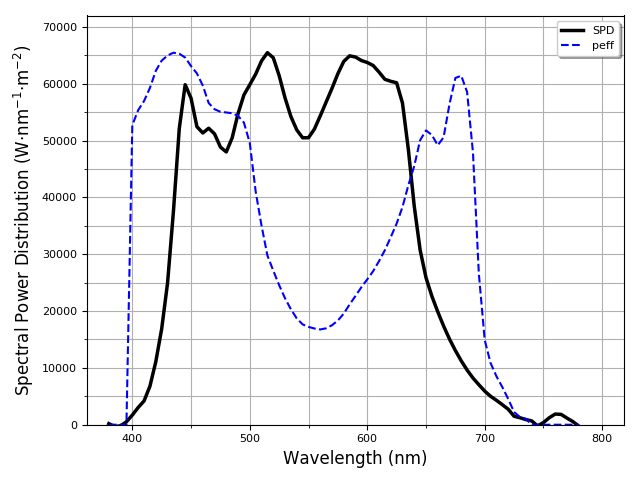 70000
60000
50000
40000
30000
20000
10000
0
Spectral Power Distribution (W·nm⁻¹·m⁻²)
SPD
peff
400 500 600 700 800
Wavelength (nm)